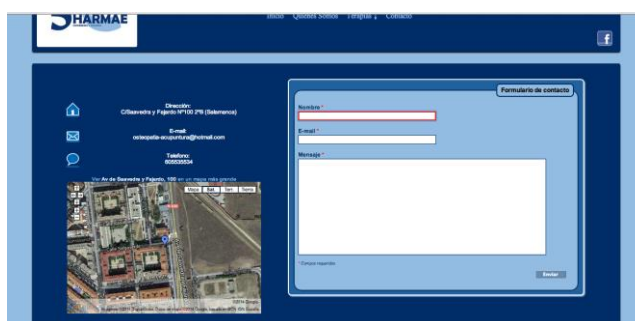 SHARMAE
Inicio Quienes Somos Terapias ↓ Contacto
f
Dirección:
C/Saavedra y Fajardo Nº100 2ºB (Salamanca)
E-mail:
osteopatia-acupuntura@hotmail.com
Teléfono:
Ver Av de Saavedra y Fajardo, 100 en un mapa más grande
Mapa Sat. Terr. Tierra
Formulario de contacto
Nombre *
E-mail *
Mensaje *
* Campos requeridos
Enviar